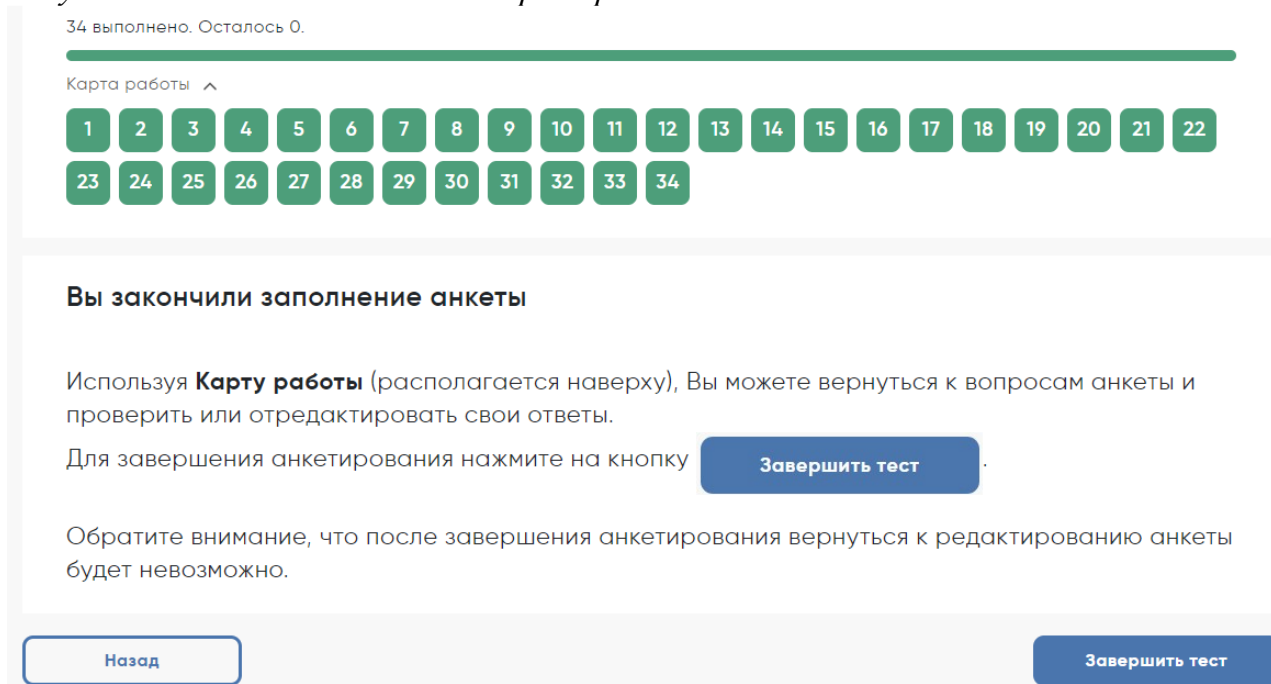 34 выполнено. Осталось 0.
Карта работы
1 2 3 4 5 6 7 8 9 10 11 12 13 14 15 16 17 18 19 20 21 22
23 24 25 26 27 28 29 30 31 32 33 34
Вы закончили заполнение анкеты
Используя Карту работы (располагается наверху), Вы можете вернуться к вопросам анкеты и
проверить или отредактировать свои ответы.
Для завершения анкетирования нажмите на кнопку Завершить тест.
Обратите внимание, что после завершения анкетирования вернуться к редактированию анкеты
будет невозможно.
Назад Завершить тест